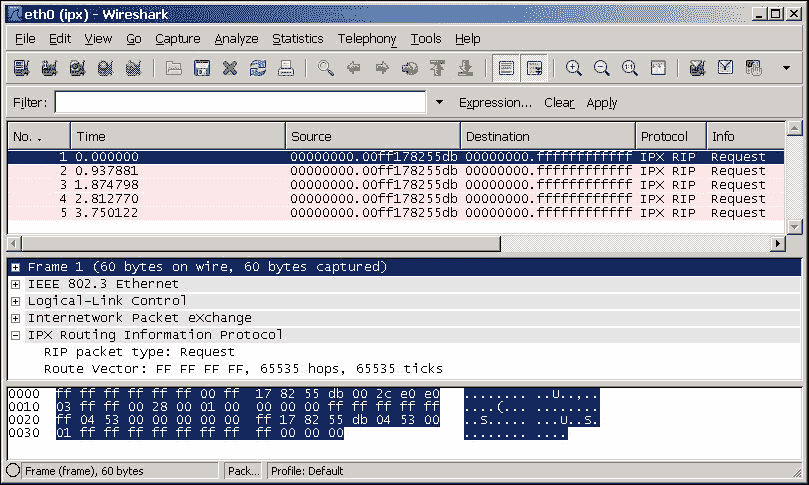 eth0 (ipx) - Wireshark
File Edit View Go Capture Analyze Statistics Telephony Tools Help
Filter: Expression... Clear Apply
No. . Time Source Destination Protocol Info
1 0.000000 00000000.00ff178255db 00000000.ffffffffffff IPX RIP Request
2 0.937881 00000000.00ff178255db 00000000.ffffffffffff IPX RIP Request
3 1.874798 00000000.00ff178255db 00000000.ffffffffffff IPX RIP Request
4 2.812770 00000000.00ff178255db 00000000.ffffffffffff IPX RIP Request
5 3.750122 00000000.00ff178255db 00000000.ffffffffffff IPX RIP Request
Frame 1 (60 bytes on wire, 60 bytes captured)
IEEE 802.3 Ethernet
Logical-Link Control
Internetwork Packet eXchange
IPX Routing Information Protocol
RIP packet type: Request
Route Vector: FF FF FF FF, 65535 hops, 65535 ticks
0000 ff ff ff ff ff ff 00 ff 17 82 55 db 00 2c e0 e0 ........ ..U..,..
0010 03 ff ff 00 28 00 01 00 00 00 00 ff ff ff ff ff ....(... ........
0020 ff 04 53 00 00 00 00 00 ff 17 82 55 db 04 53 00 ..S..... ...U..S.
0030 01 ff ff ff ff ff ff ff ff 00 00 00 ........ ....
Frame (frame), 60 bytes Pack... Profile: Default